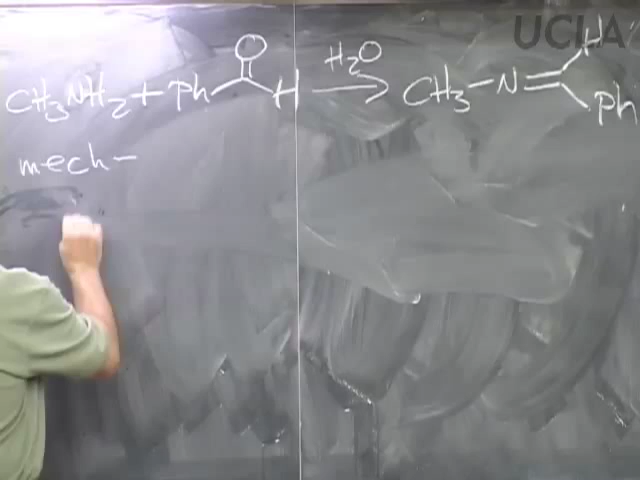 UCLA
CH3NH2 + Ph O H H2O → CH3-N=H Ph
mech-